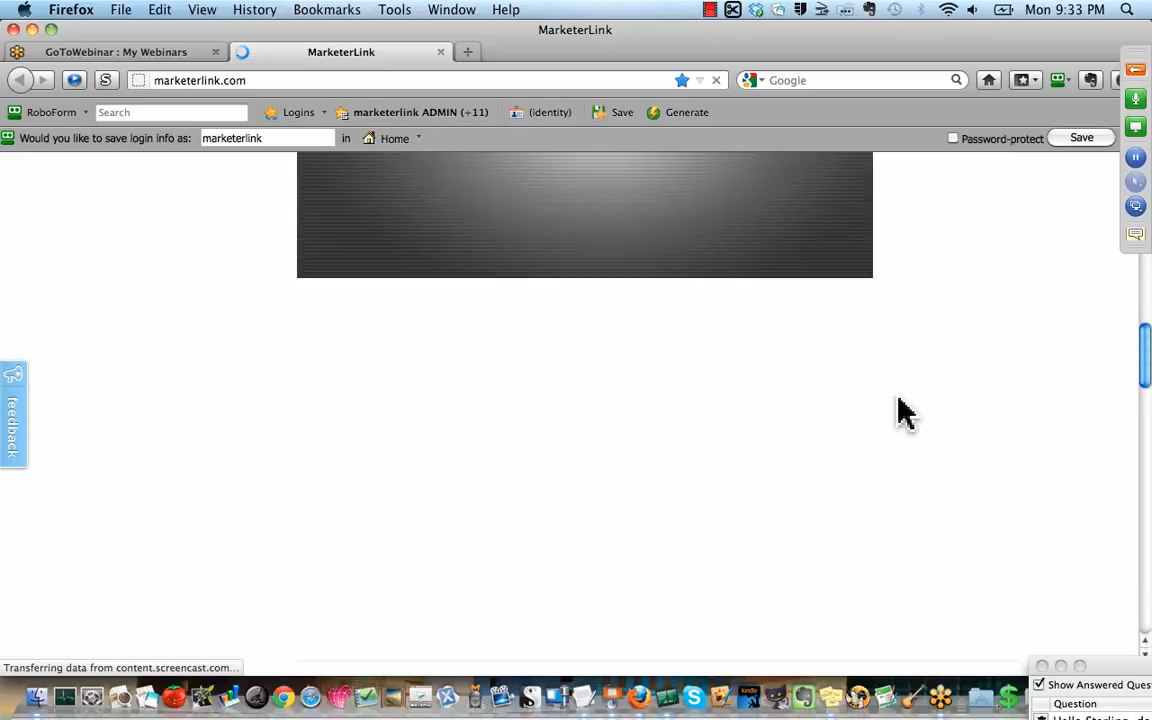 Firefox File Edit View History Bookmarks Tools Window Help Mon 9:33 PM
MarketerLink
GoToWebinar : My Webinars MarketerLink
marketerlink.com Google
RoboForm Search Logins marketerlink ADMIN (+11) (identity) Save Generate
Would you like to save login info as: marketerlink in Home Password-protect Save
feedback
Transferring data from content.screencast.com...
Show Answered Ques
Question